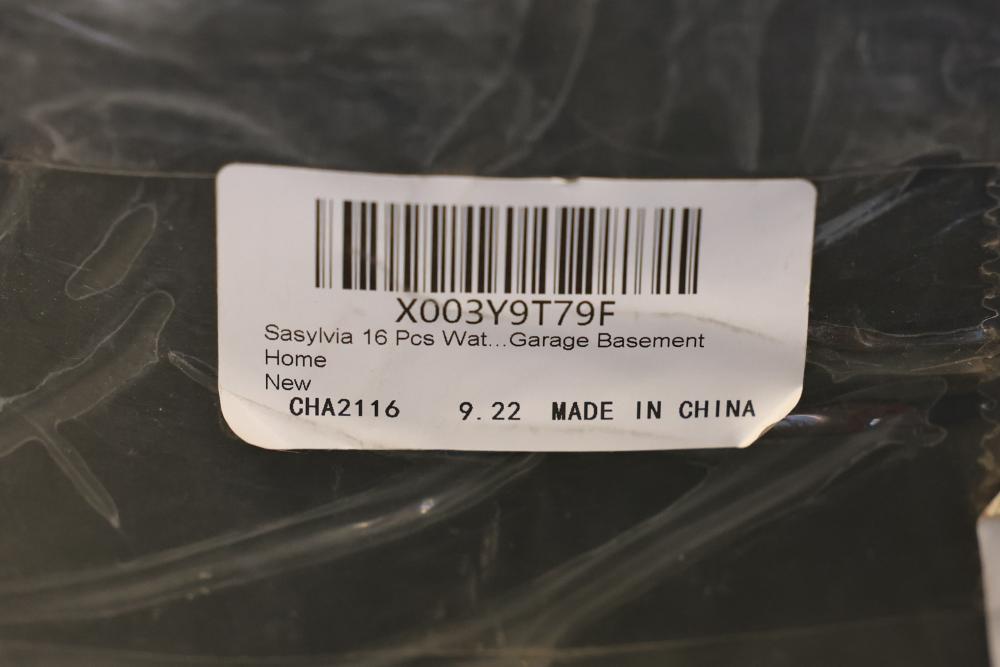 X003Y9T79F
Sasylvia 16 Pcs Wat...Garage Basement
Home
New
CHA2116 9.22 MADE IN CHINA